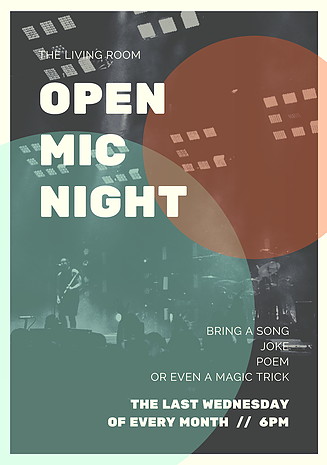 THE LIVING ROOM
OPEN
MIC
NIGHT
BRING A SONG
JOKE
POEM
OR EVEN A MAGIC TRICK
THE LAST WEDNESDAY
OF EVERY MONTH // 6PM